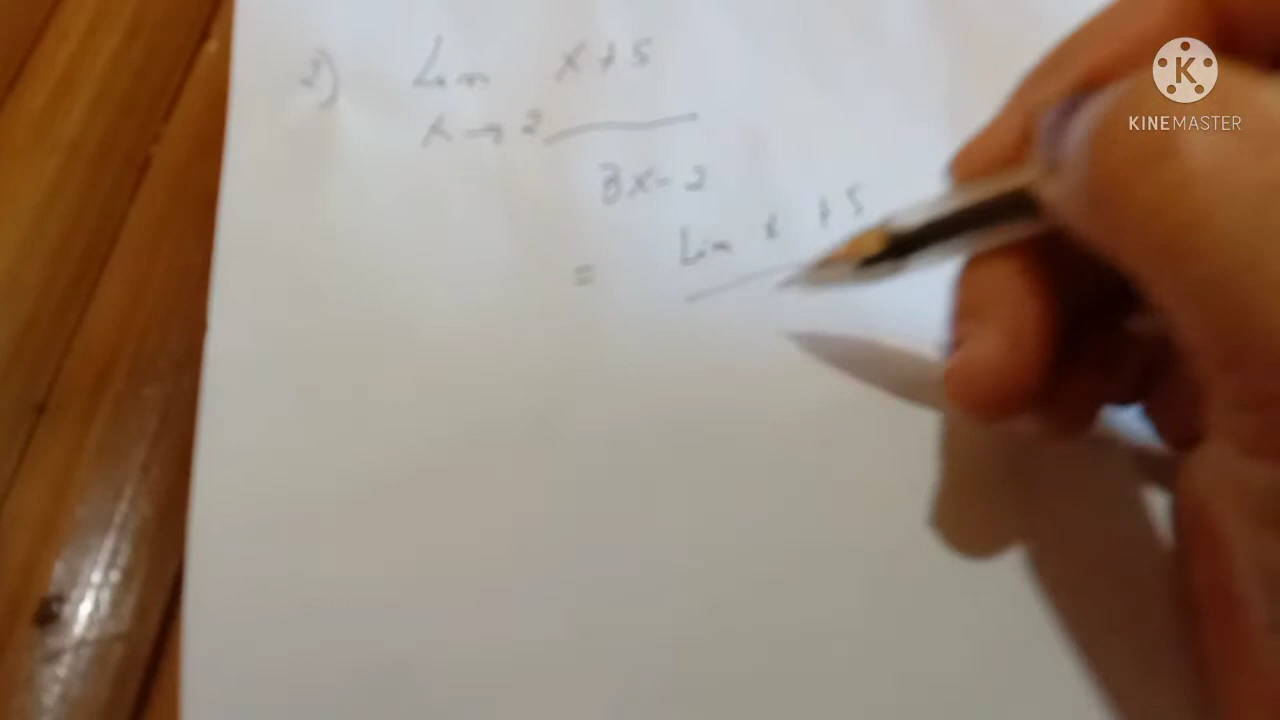 2) Lim x+5
x→2
3x-2
= Lim x +5
KINEMASTER